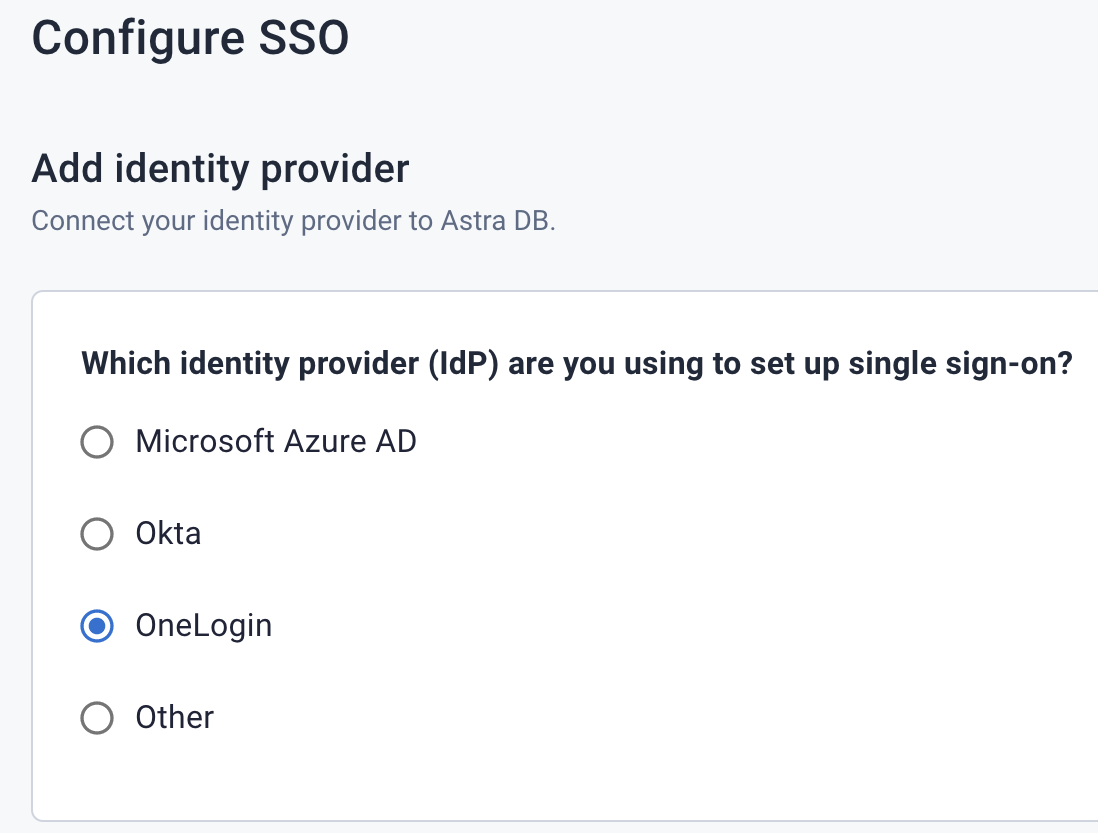 Configure SSO
Add identity provider
Connect your identity provider to Astra DB.
Which identity provider (IdP) are you using to set up single sign-on?
Microsoft Azure AD
Okta
OneLogin
Other